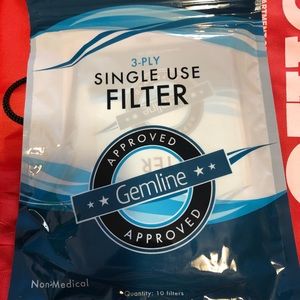 3-PLY
SINGLE USE
FILTER
APPROVED
★ ★ Gemline ★ ★
APPROVED
Non-Medical
Quantity: 10 filters